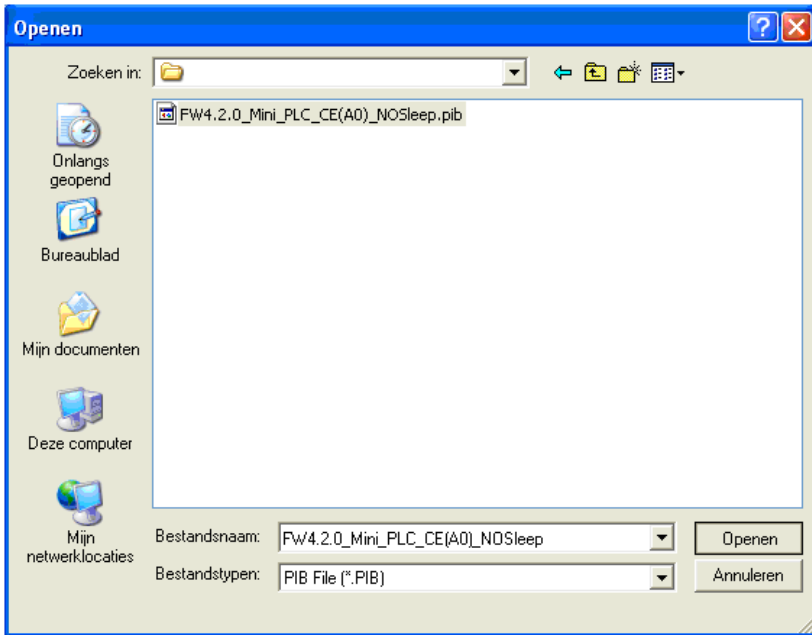 Openen
Zoeken in:
FW4.2.0_Mini_PLC_CE(A0)_NOSleep.pib
Onlangs
geopend
Bureaublad
Mijn documenten
Deze computer
Mijn
netwerklocaties
Bestandsnaam: FW4.2.0_Mini_PLC_CE(A0)_NOSleep Openen
Bestandstypen: PIB File (*.PIB) Annuleren